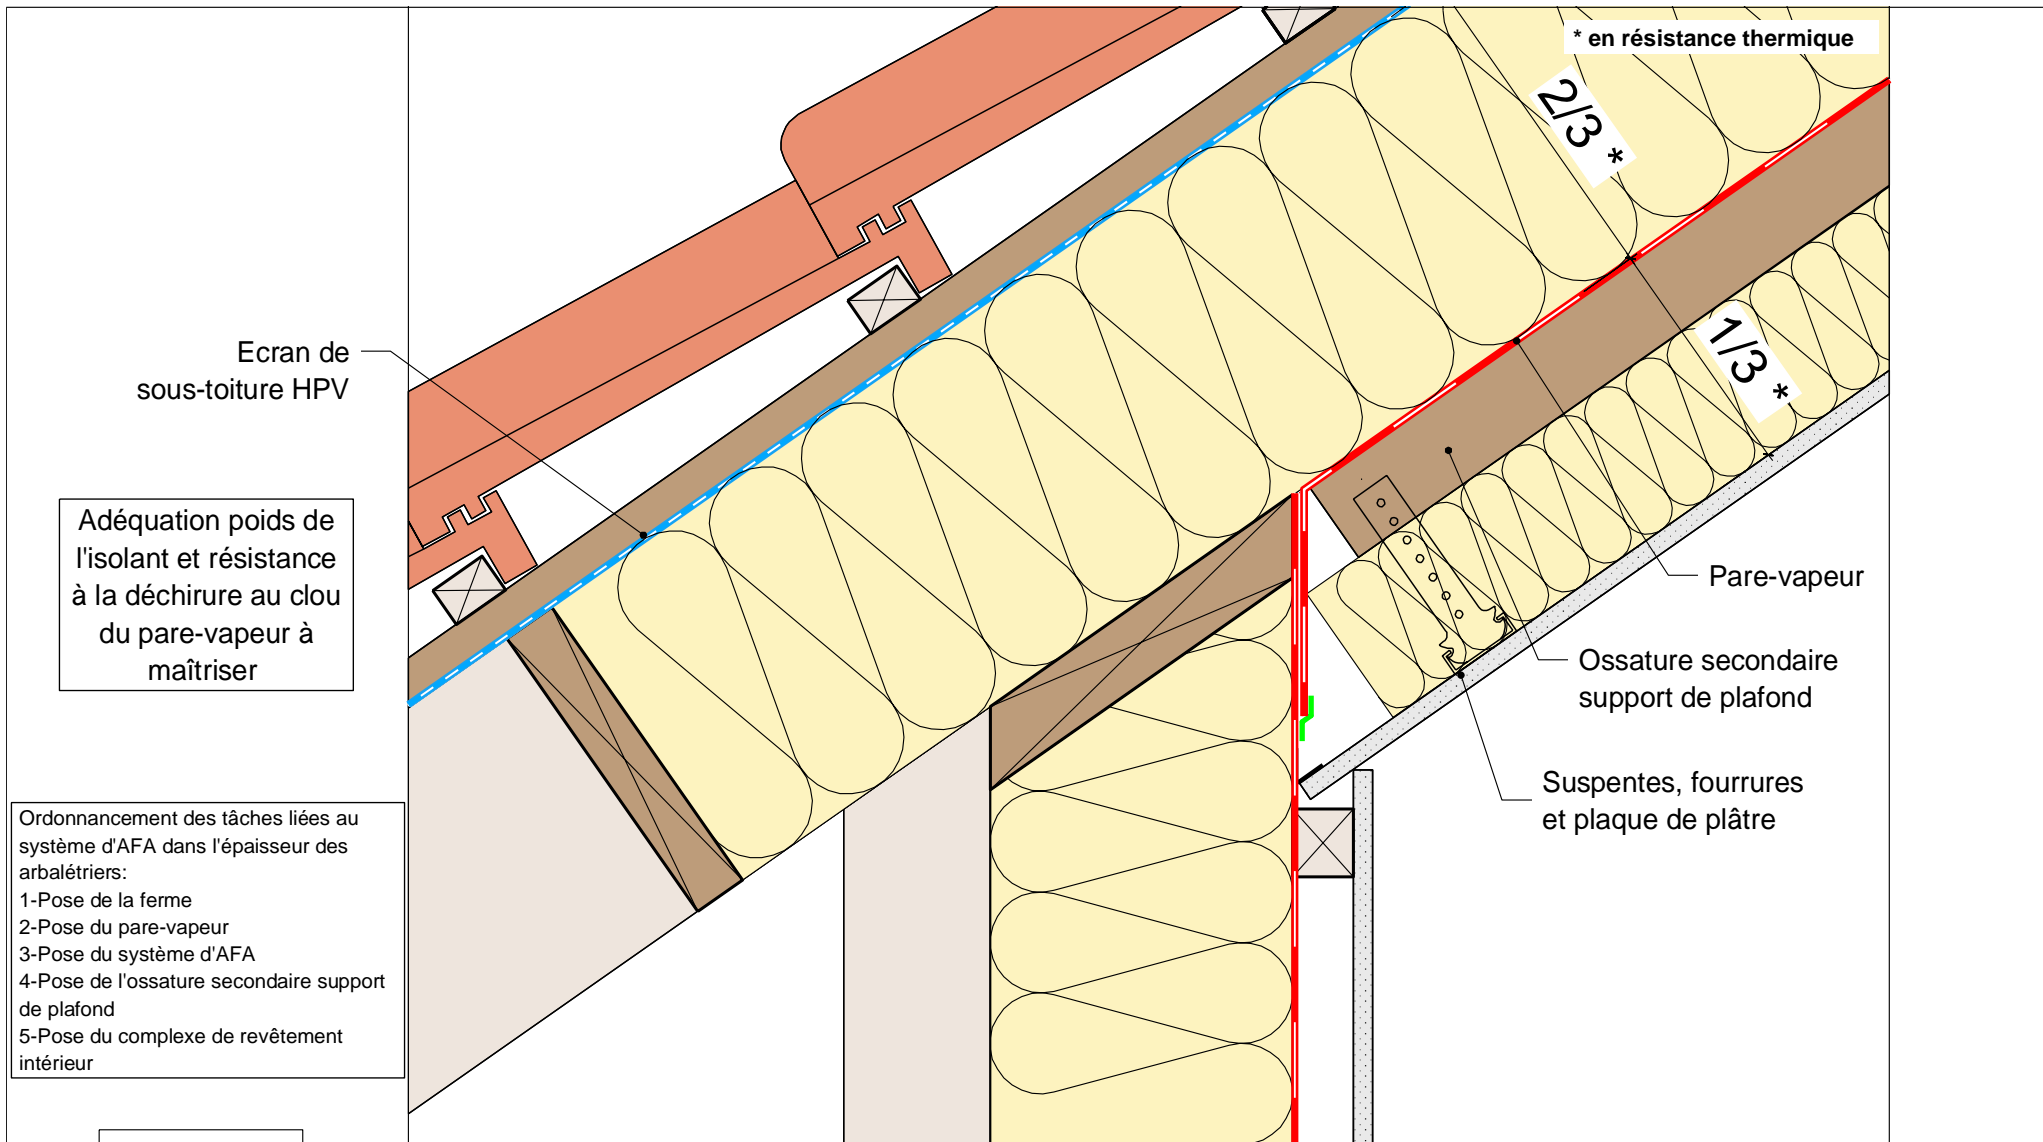 * en résistance thermique
2/3 *
1/3 *
Ecran de
sous-toiture HPV
Adéquation poids de
l'isolant et résistance
à la déchirure au clou
du pare-vapeur à
maîtriser
Pare-vapeur
Ossature secondaire
support de plafond
Suspentes, fourrures
et plaque de plâtre
Ordonnancement des tâches liées au
système d'AFA dans l'épaisseur des
arbalétriers:
1-Pose de la ferme
2-Pose du pare-vapeur
3-Pose du système d'AFA
4-Pose de l'ossature secondaire support
de plafond
5-Pose du complexe de revêtement
intérieur